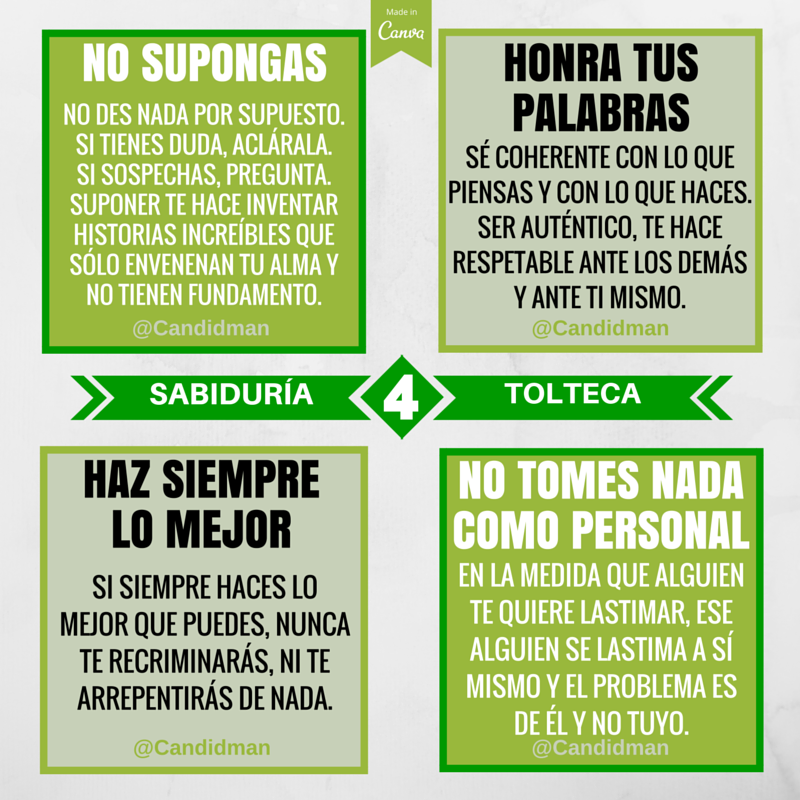 Made in
Canva
NO SUPONGAS
NO DES NADA POR SUPUESTO.
SI TIENES DUDA, ACLÁRALA.
SI SOSPECHAS, PREGUNTA.
SUPONER TE HACE INVENTAR
HISTORIAS INCREÍBLES QUE
SÓLO ENVENENAN TU ALMA Y
NO TIENEN FUNDAMENTO.
@Candidman
HONRA TUS
PALABRAS
SÉ COHERENTE CON LO QUE
PIENSAS Y CON LO QUE HACES.
SER AUTÉNTICO, TE HACE
RESPETABLE ANTE LOS DEMÁS
Y ANTE TI MISMO.
@Candidman
SABIDURÍA
4
TOLTECA
HAZ SIEMPRE
LO MEJOR
SI SIEMPRE HACES LO
MEJOR QUE PUEDES, NUNCA
TE RECRIMINARÁS, NI TE
ARREPENTIRÁS DE NADA.
@Candidman
NO TOMES NADA
COMO PERSONAL
EN LA MEDIDA QUE ALGUIEN
TE QUIERE LASTIMAR, ESE
ALGUIEN SE LASTIMA A SÍ
MISMO Y EL PROBLEMA ES
DE ÉL Y NO TUYO.
@Candidman